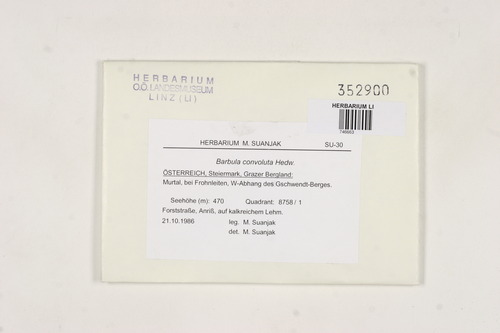 HERBARIUM
O.Ö. LANDESMUSEUM
LINZ (LI)
352900
HERBARIUM LI
746663
HERBARIUM M. SUANJAK SU-30
Barbula convoluta Hedw.
ÖSTERREICH, Steiermark, Grazer Bergland:
Murtal, bei Frohnleiten, W-Abhang des Gschwendt-Berges.
Seehöhe (m): 470 Quadrant: 8758 / 1
Forststraße, Anriß, auf kalkreichem Lehm.
21.10.1986 leg. M. Suanjak
det. M. Suanjak